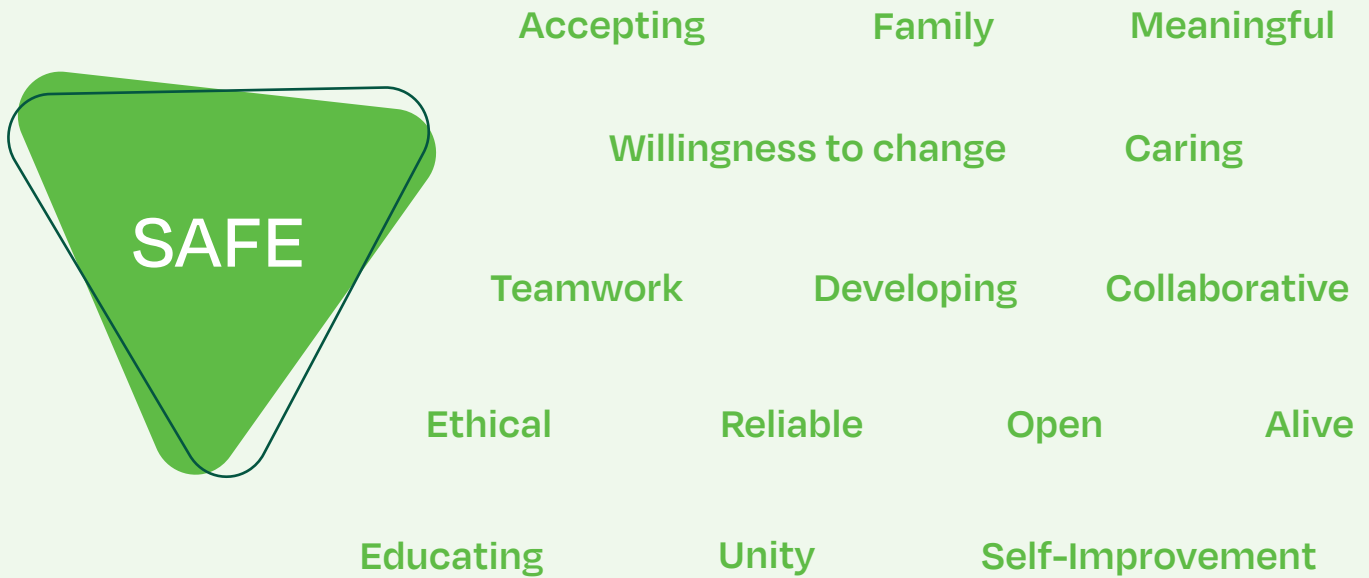 Accepting Family Meaningful
Willingness to change Caring
SAFE
Teamwork Developing Collaborative
Ethical Reliable Open Alive
Educating Unity Self-Improvement